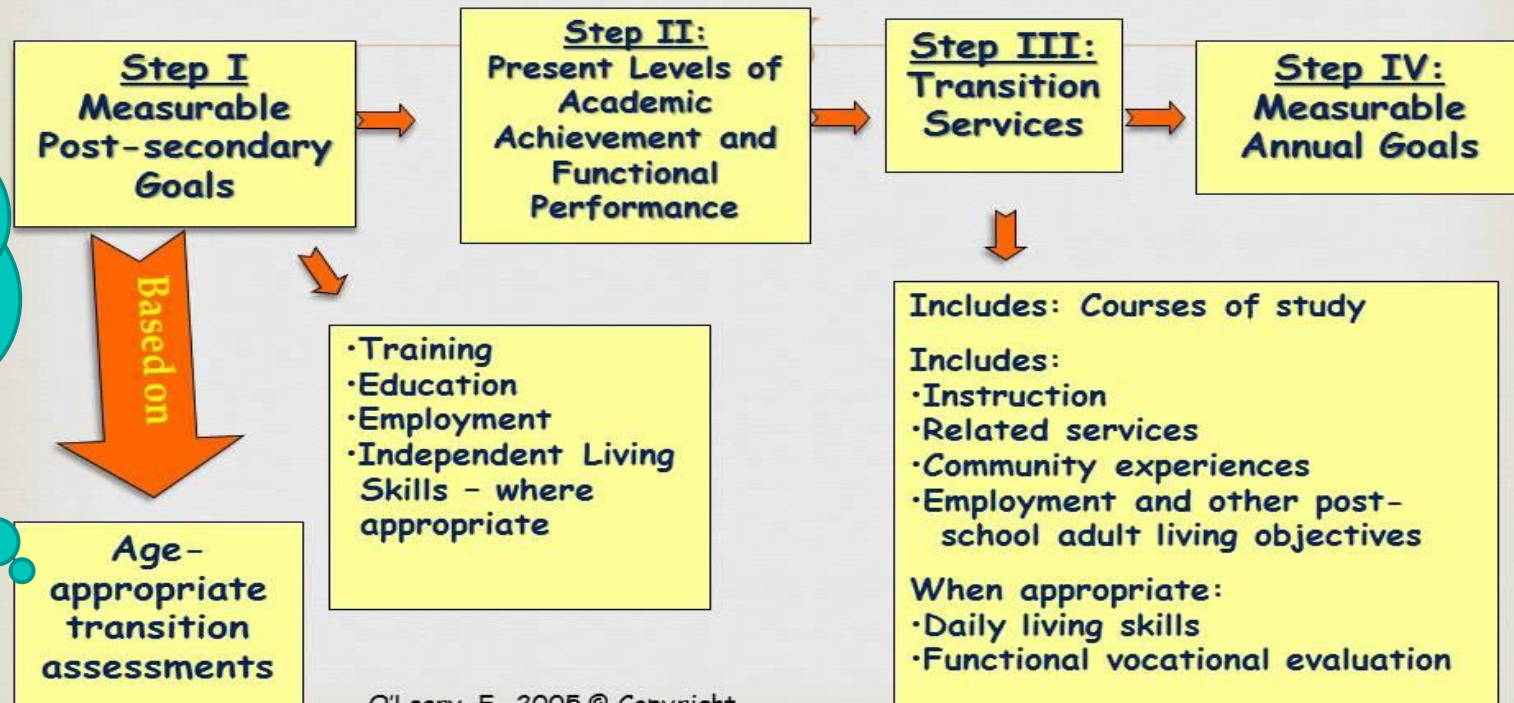 Step I
Measurable
Post-secondary
Goals
Step II:
Present Levels of
Academic
Achievement and
Functional
Performance
Step III:
Transition
Services
Step IV:
Measurable
Annual Goals
Based on
Age-
appropriate
transition
assessments
·Training
·Education
·Employment
·Independent Living
Skills - where
appropriate
Includes: Courses of study
Includes:
·Instruction
·Related services
·Community experiences
·Employment and other post-
school adult living objectives
When appropriate:
·Daily living skills
·Functional vocational evaluation
O'Leary, E. 2005 © Copyright